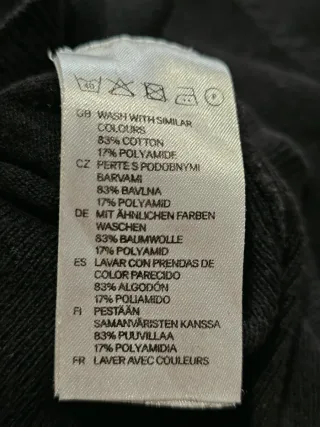 40 P
GB WASH WITH SIMILAR
COLOURS
83% COTTON
17% POLYAMIDE
CZ PERTE S PODOBNYMI
BARVAMI
83% BAVLNA
17% POLYAMID
DE MIT ÄHNLICHEN FARBEN
WASCHEN
83% BAUMWOLLE
17% POLYAMID
ES LAVAR CON PRENDAS DE
COLOR PARECIDO
83% ALGODÓN
17% POLIAMIDO
FI PESTÄÄN
SAMANVÄRISTEN KANSSA
83% PUUVILLAA
17% POLYAMIDIA
FR LAVER AVEC COULEURS